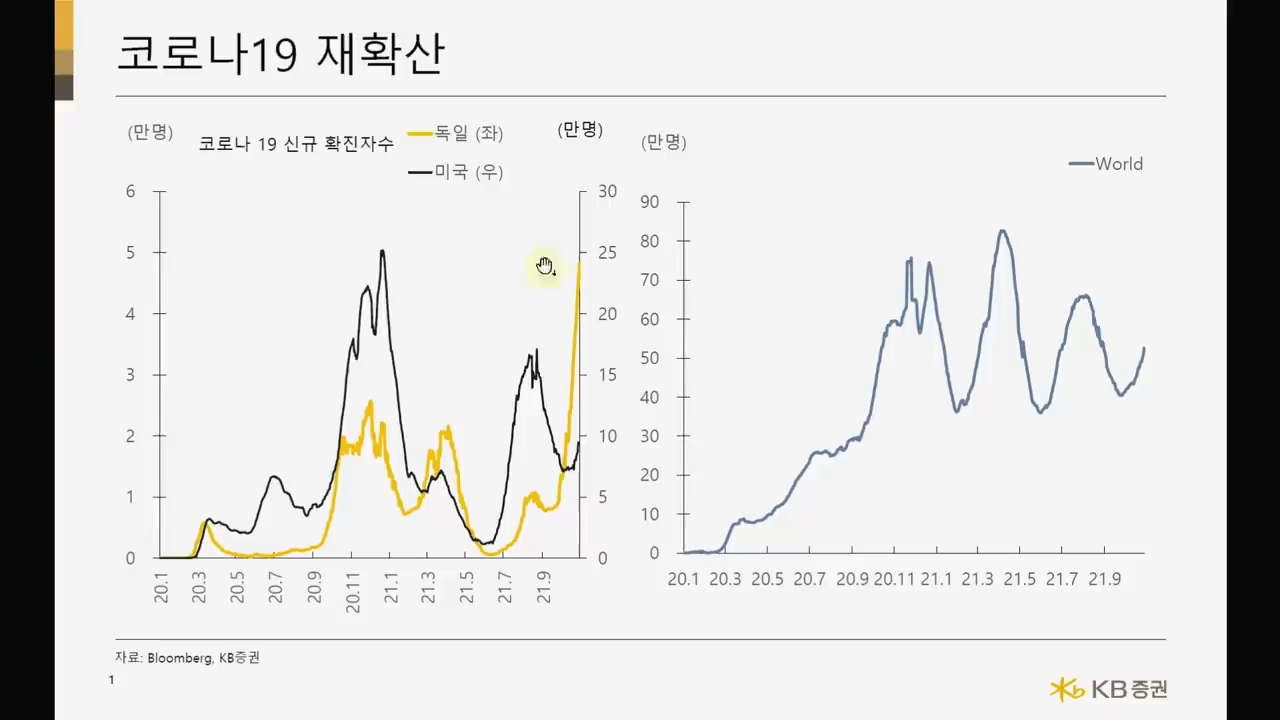 코로나19 재확산
(만명)
코로나 19 신규 확진자수
독일 (좌)
미국 (우)
(만명)
6
5
4
3
2
1
0
30
25
20
15
10
5
0
20.1 20.3 20.5 20.7 20.9 20.11 21.1 21.3 21.5 21.7 21.9
(만명)
World
90
80
70
60
50
40
30
20
10
0
20.1 20.3 20.5 20.7 20.9 20.11 21.1 21.3 21.5 21.7 21.9
자료: Bloomberg, KB증권
1
KB증권